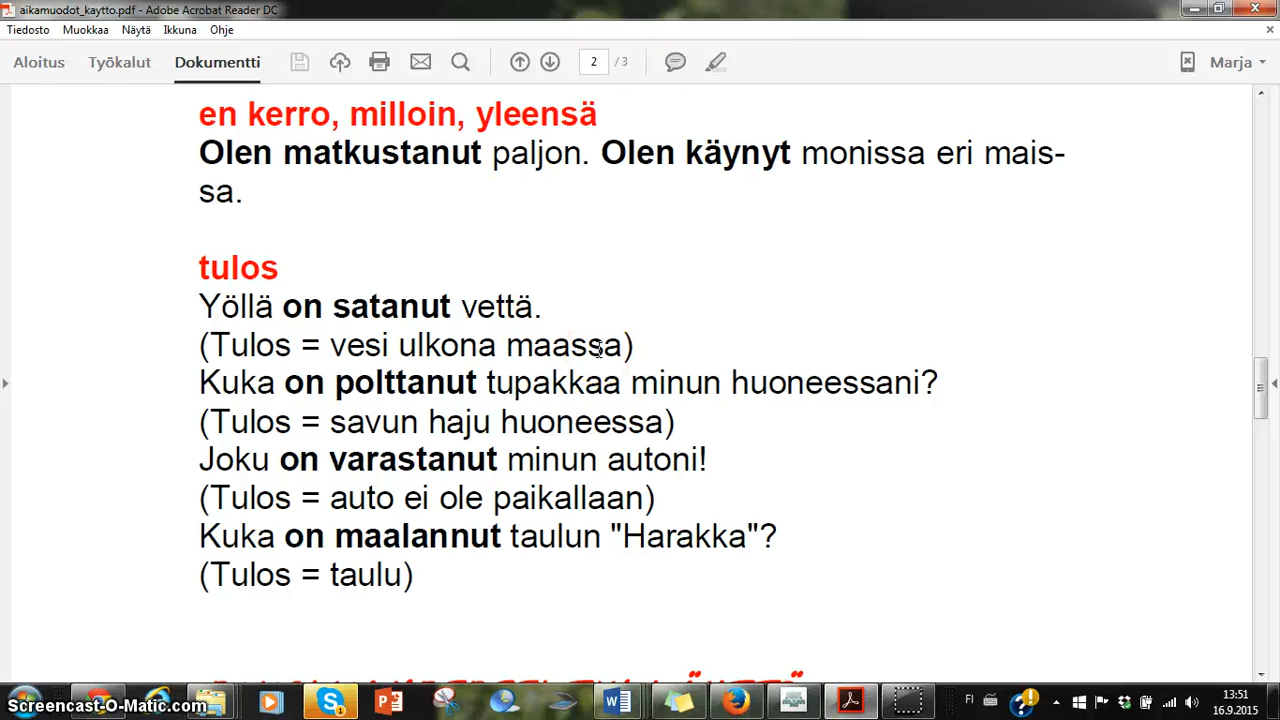 aikamuodot_kaytto.pdf - Adobe Acrobat Reader DC
Tiedosto Muokkaa Näytä Ikkuna Ohje
Aloitus Työkalut Dokumentti 2 / 3 Marja
en kerro, milloin, yleensä
Olen matkustanut paljon. Olen käynyt monissa eri mais-
sa.
tulos
Yöllä on satanut vettä.
(Tulos = vesi ulkona maassa)
Kuka on polttanut tupakkaa minun huoneessani?
(Tulos = savun haju huoneessa)
Joku on varastanut minun autoni!
(Tulos = auto ei ole paikallaan)
Kuka on maalannut taulun "Harakka"?
(Tulos = taulu)
FI 13:51
16.9.2015
Screencast-O-Matic.com